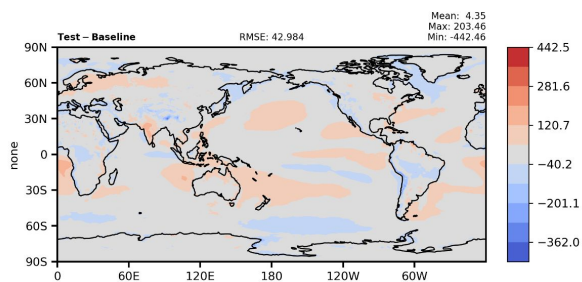 Mean: 4.35
Max: 203.46
Test – Baseline RMSE: 42.984 Min: -442.46
90N
60N
30N
0
30S
60S
90S
none
0 60E 120E 180 120W 60W
442.5
281.6
120.7
−40.2
−201.1
−362.0